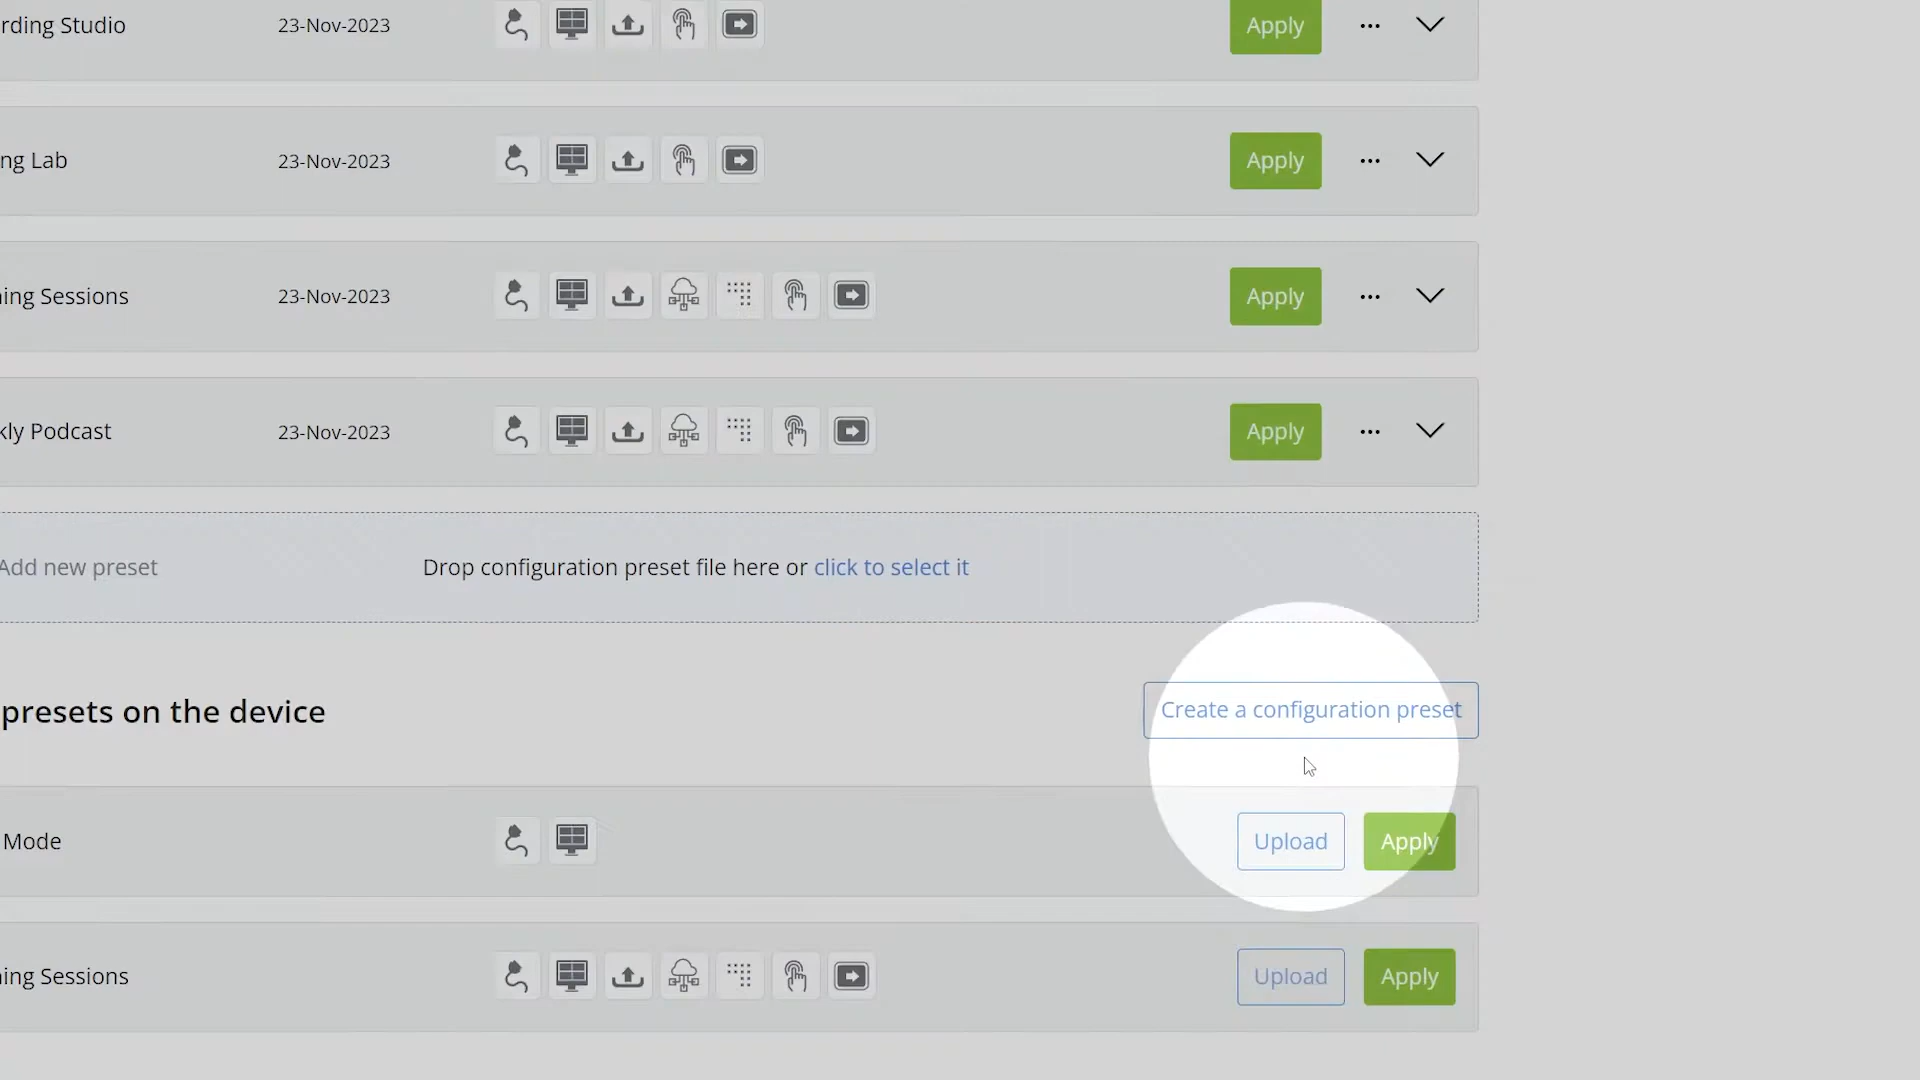 rding Studio 23-Nov-2023 Apply
ng Lab 23-Nov-2023 Apply
ing Sessions 23-Nov-2023 Apply
kly Podcast 23-Nov-2023 Apply
Add new preset Drop configuration preset file here or click to select it
presets on the device Create a configuration preset
Mode Upload Apply
ing Sessions Upload Apply